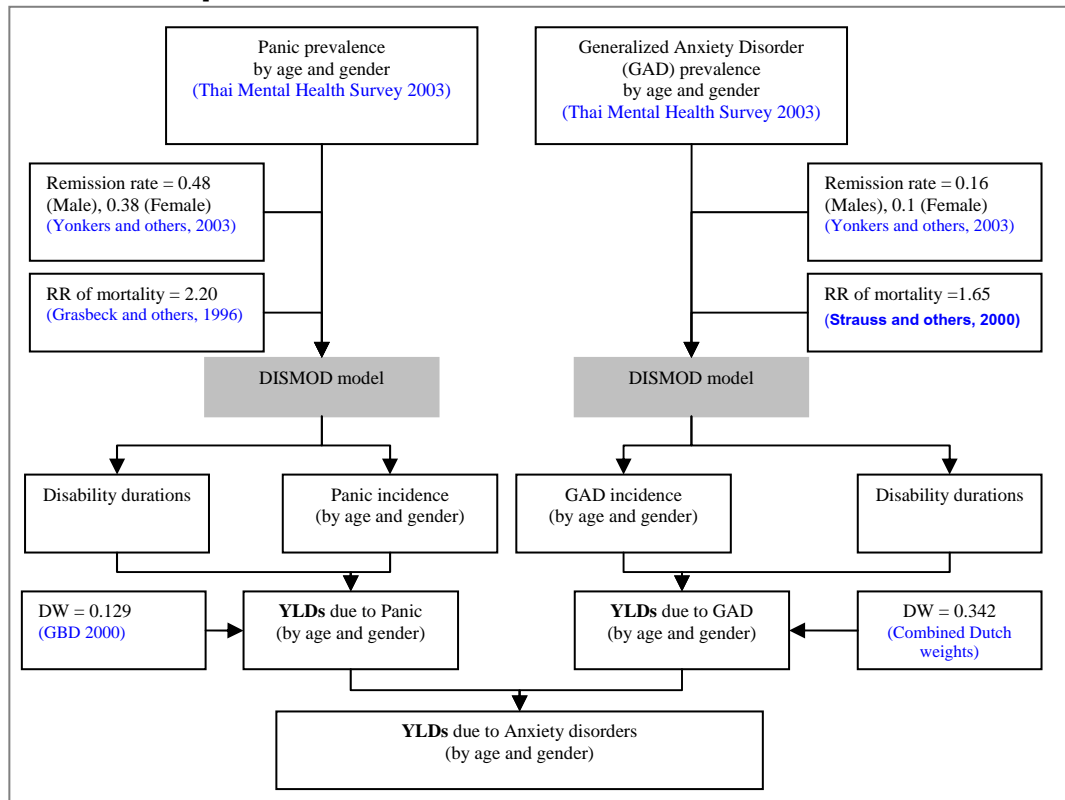 Panic prevalence
by age and gender
(Thai Mental Health Survey 2003)
Generalized Anxiety Disorder
(GAD) prevalence
by age and gender
(Thai Mental Health Survey 2003)
Remission rate = 0.48
(Male), 0.38 (Female)
(Yonkers and others, 2003)
Remission rate = 0.16
(Males), 0.1 (Female)
(Yonkers and others, 2003)
RR of mortality = 2.20
(Grasbeck and others, 1996)
RR of mortality =1.65
(Strauss and others, 2000)
DISMOD model
DISMOD model
Disability durations
Panic incidence
(by age and gender)
GAD incidence
(by age and gender)
Disability durations
DW = 0.129
(GBD 2000)
YLDs due to Panic
(by age and gender)
YLDs due to GAD
(by age and gender)
DW = 0.342
(Combined Dutch
weights)
YLDs due to Anxiety disorders
(by age and gender)